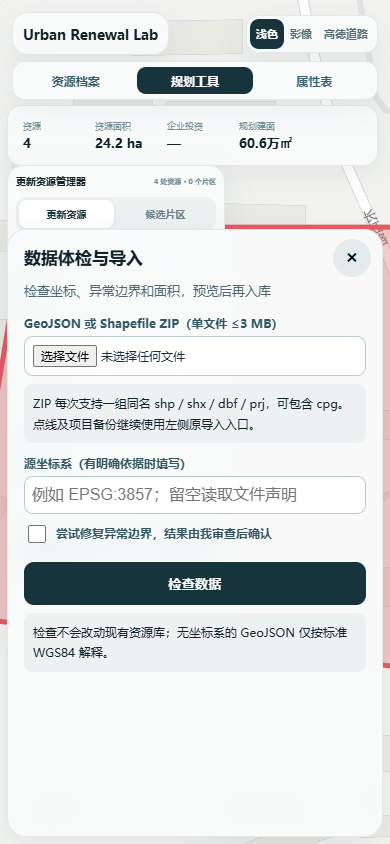 Urban Renewal Lab
浅色 影像 高德道路
资源档案 规划工具 属性表
资源 资源面积 企业投资 规划建面
4 24.2 ha — 60.6万㎡
更新资源管理器 4 处资源 · 0 个片区
更新资源 候选片区
数据体检与导入 ×
检查坐标、异常边界和面积，预览后再入库
GeoJSON 或 Shapefile ZIP（单文件 ≤3 MB）
选择文件 未选择任何文件
ZIP 每次支持一组同名 shp / shx / dbf / prj，可包含 cpg。
点线及项目备份继续使用左侧原导入入口。
源坐标系（有明确依据时填写）
例如 EPSG:3857；留空读取文件声明
尝试修复异常边界，结果由我审查后确认
检查数据
检查不会改动现有资源库；无坐标系的 GeoJSON 仅按标准
WGS84 解释。